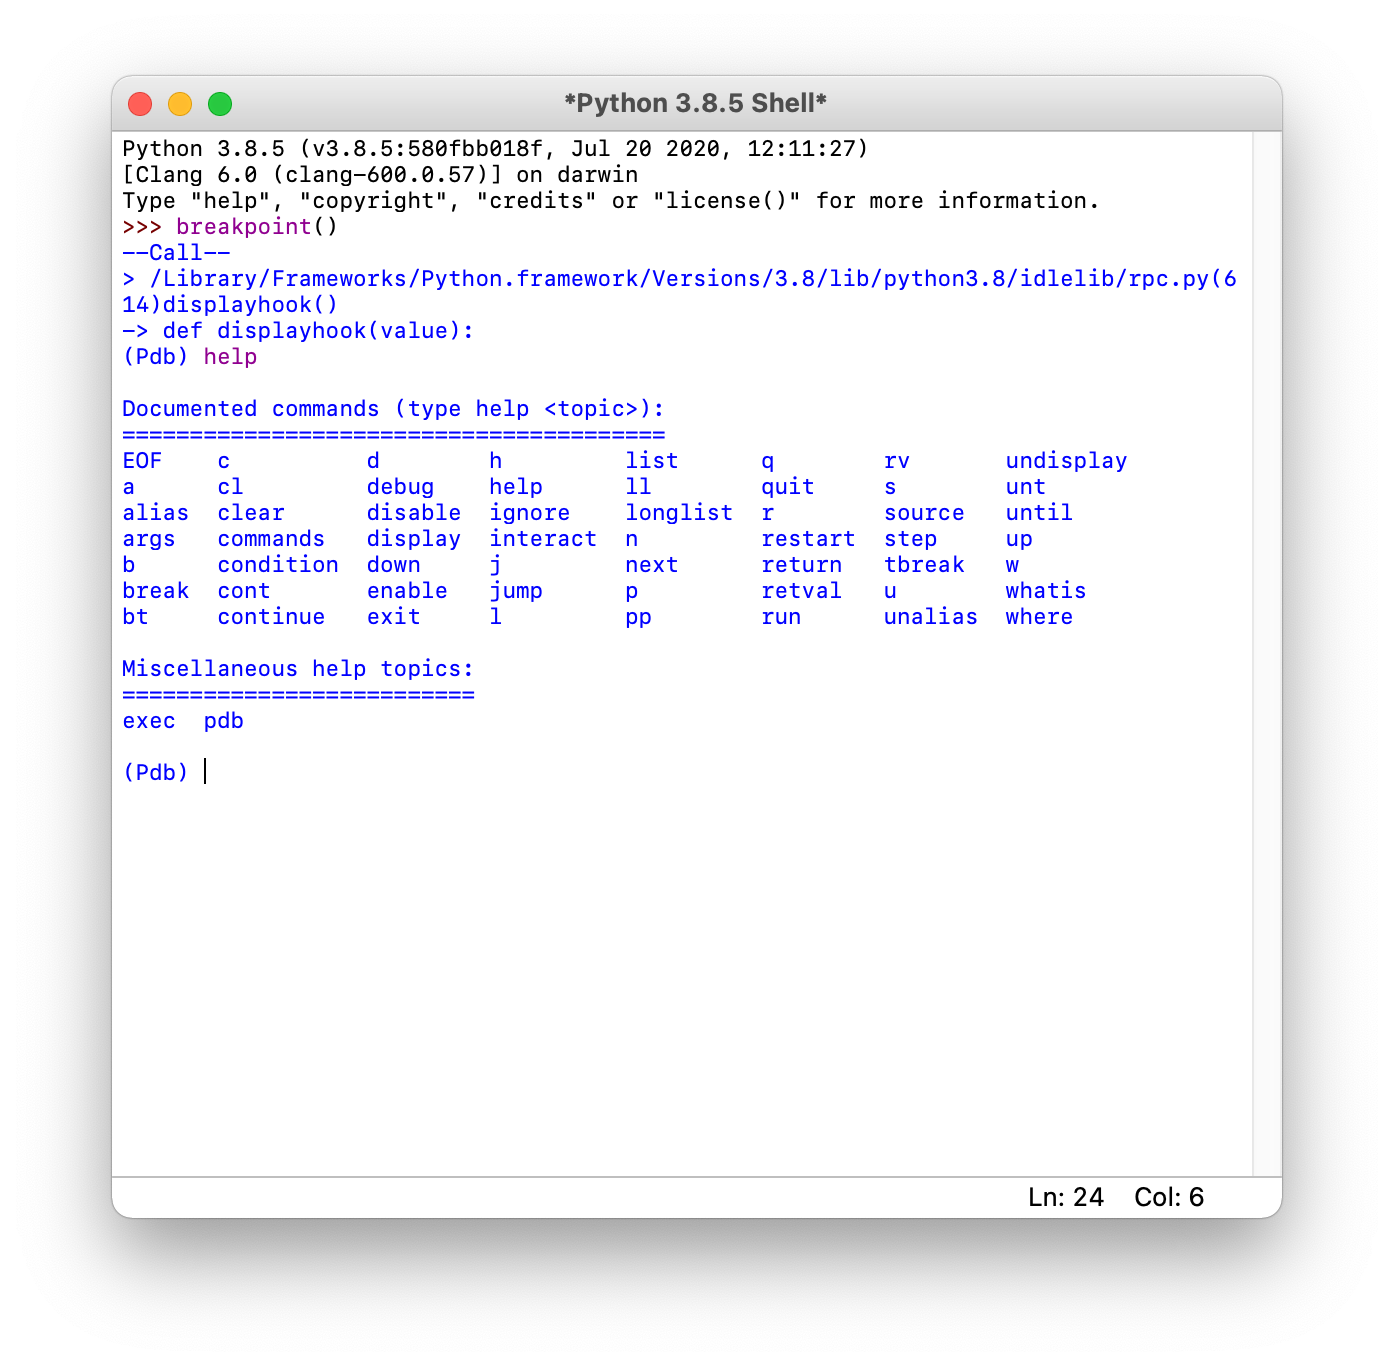 *Python 3.8.5 Shell*
Python 3.8.5 (v3.8.5:580fbb018f, Jul 20 2020, 12:11:27)
[Clang 6.0 (clang-600.0.57)] on darwin
Type "help", "copyright", "credits" or "license()" for more information.
>>> breakpoint()
--Call--
> /Library/Frameworks/Python.framework/Versions/3.8/lib/python3.8/idlelib/rpc.py(6
14)displayhook()
-> def displayhook(value):
(Pdb) help

Documented commands (type help <topic>):
========================================
EOF    c          d        h         list      q        rv       undisplay
a      cl         debug    help      ll        quit     s        unt
alias  clear      disable  ignore    longlist  r        source   until
args   commands   display  interact  n         restart  step     up
b      condition  down     j         next      return   tbreak   w
break  cont       enable   jump      p         retval   u        whatis
bt     continue   exit     l         pp        run      unalias  where

Miscellaneous help topics:
==========================
exec  pdb

(Pdb)
Ln: 24  Col: 6